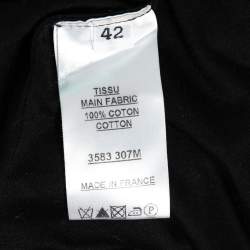 42
TISSU
MAIN FABRIC
100% COTON
COTTON
3583 307M
MADE IN FRANCE
P